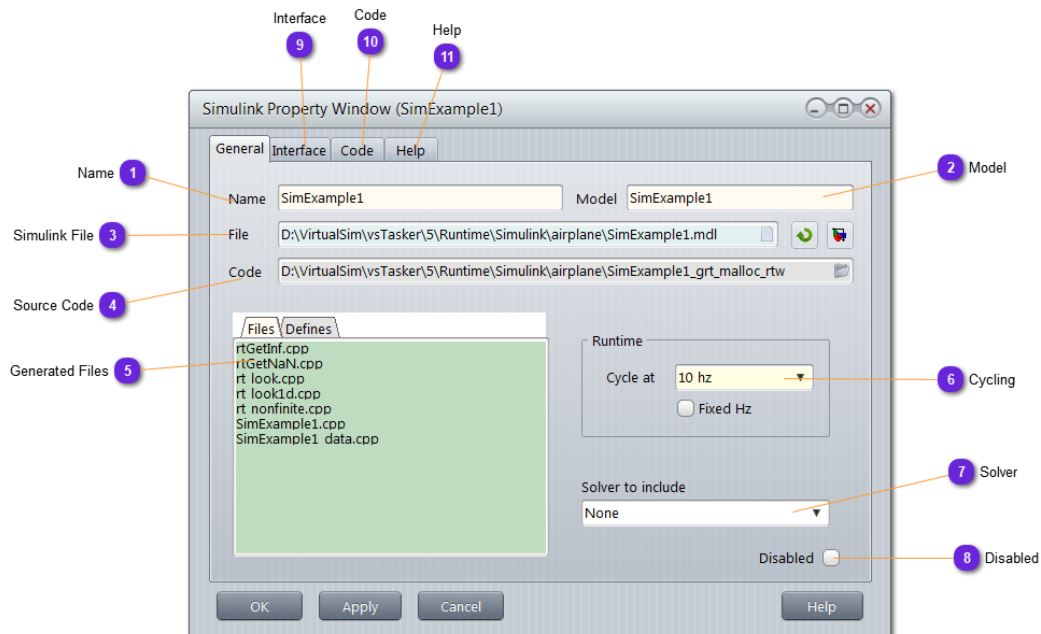 Interface
9
Code
10
Help
11
Simulink Property Window (SimExample1)
General Interface Code Help
Name 1
Name SimExample1 Model SimExample1
2 Model
Simulink File 3
File D:\VirtualSim\vsTasker\5\Runtime\Simulink\airplane\SimExample1.mdl
Code D:\VirtualSim\vsTasker\5\Runtime\Simulink\airplane\SimExample1_grt_malloc_rtw
Source Code 4
Files Defines
Generated Files 5
rtGetInf.cpp
rtGetNaN.cpp
rt look.cpp
rt look1d.cpp
rt nonfinite.cpp
SimExample1.cpp
SimExample1 data.cpp
Runtime
Cycle at 10 hz
6 Cycling
Fixed Hz
7 Solver
Solver to include
None
Disabled
8 Disabled
OK Apply Cancel Help